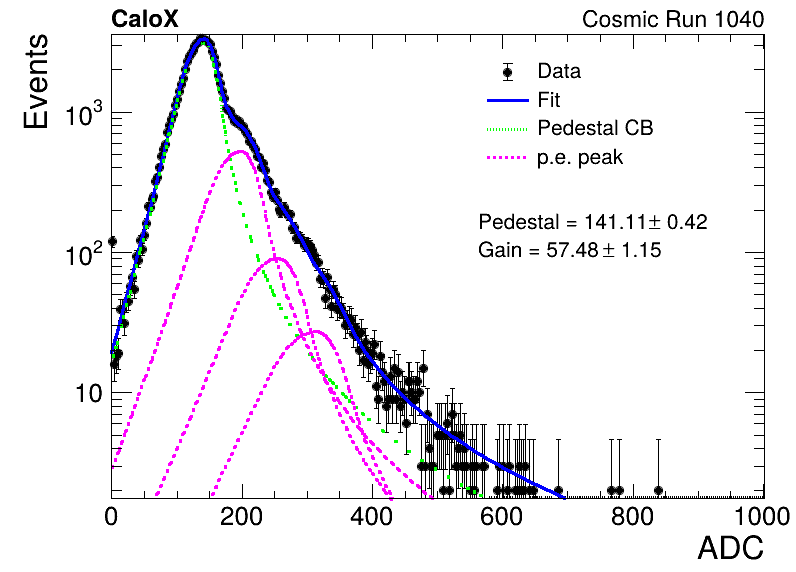 CaloX Cosmic Run 1040
Events
Data
Fit
Pedestal CB
p.e. peak
Pedestal = 141.11± 0.42
Gain = 57.48 ± 1.15
10³
10²
10
0 200 400 600 800 1000
ADC